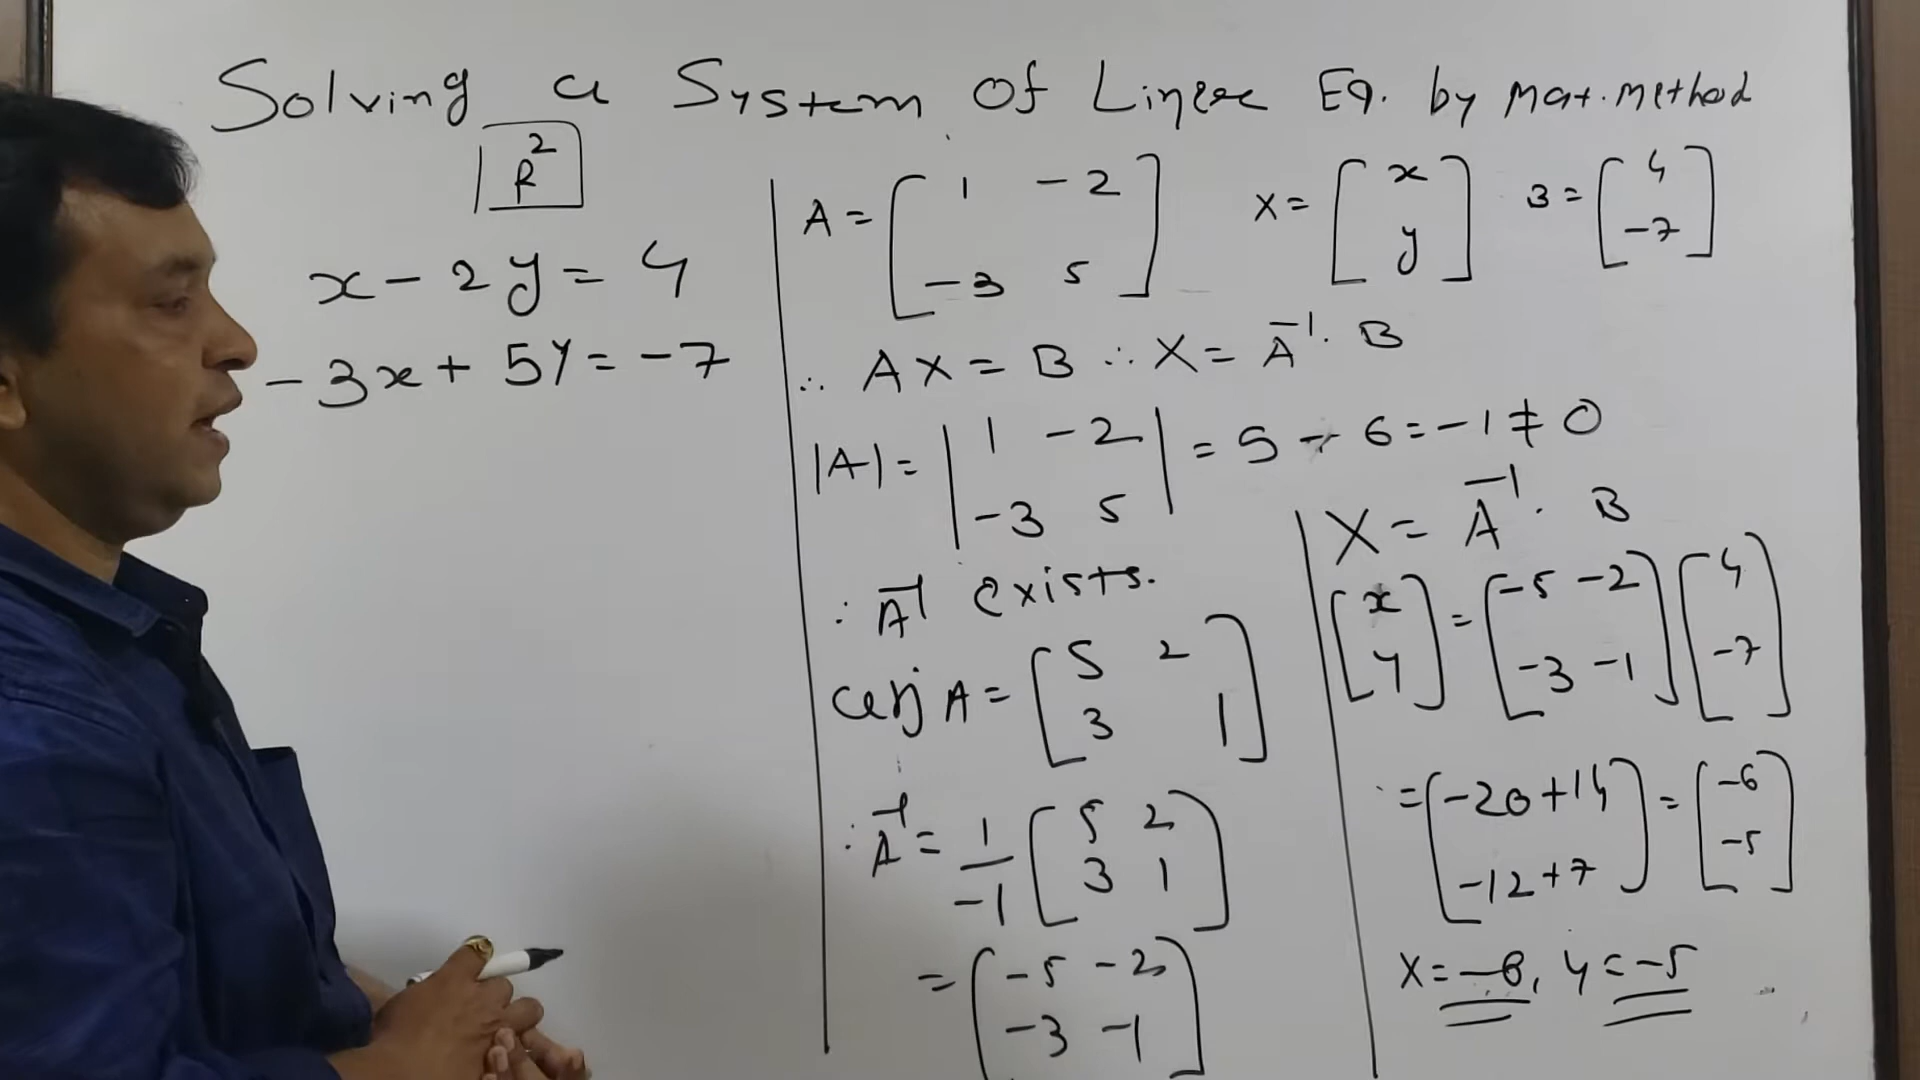 Solving a System Of Linear Eq. by Mat. method
R²
x - 2y = 4
-3x + 5y = -7
A = [1 -2
-3 5] X = [x
y] B = [4
-7]
∴ AX = B ∴ X = A⁻¹. B
|A| = |1 -2
-3 5| = 5 - 6 = -1 ≠ 0
∴ A⁻¹ exists.
adj A = [5 2
3 1]
∴ A⁻¹ = 1/-1 [5 2
3 1]
= [-5 -2
-3 -1]
X = A⁻¹. B
[x
y] = [-5 -2
-3 -1] [4
-7]
= [-20+14
-12+7] = [-6
-5]
x = -6, y = -5